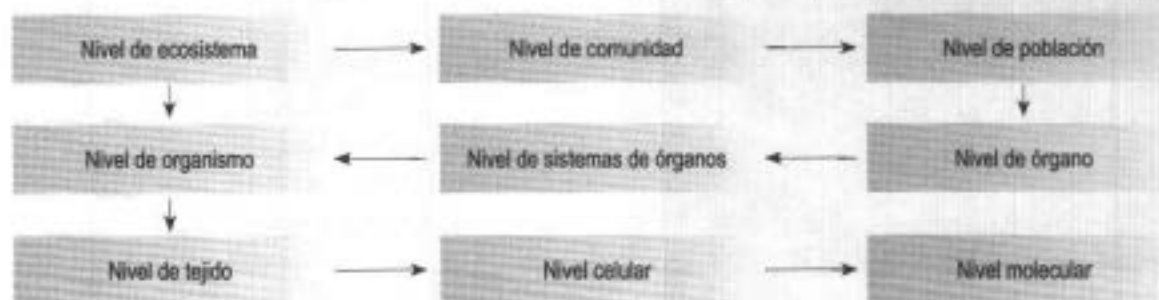 Nivel de ecosistema
Nivel de comunidad
Nivel de población
Nivel de organismo
Nivel de sistemas de órganos
Nivel de órgano
Nivel de tejido
Nivel celular
Nivel molecular